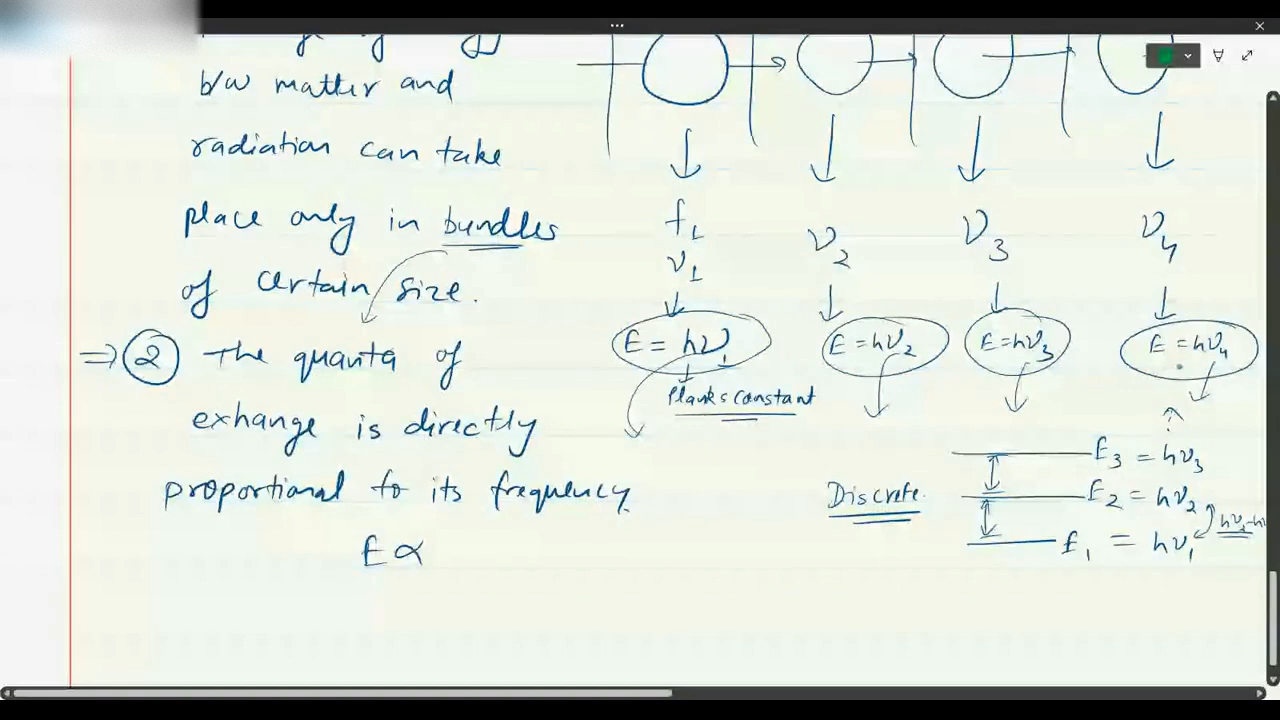 b/w matter and
radiation can take
place only in bundles
of certain size.
⇒ ② The quanta of
exhange is directly
proportional to its frequency.
E ∝
f₁
ν₁
ν₂
ν₃
ν₄
E = hν₁
E = hν₂
E = hν₃
E = hν₄
Planks constant
Discrete.
E₃ = hν₃
E₂ = hν₂
E₁ = hν₁